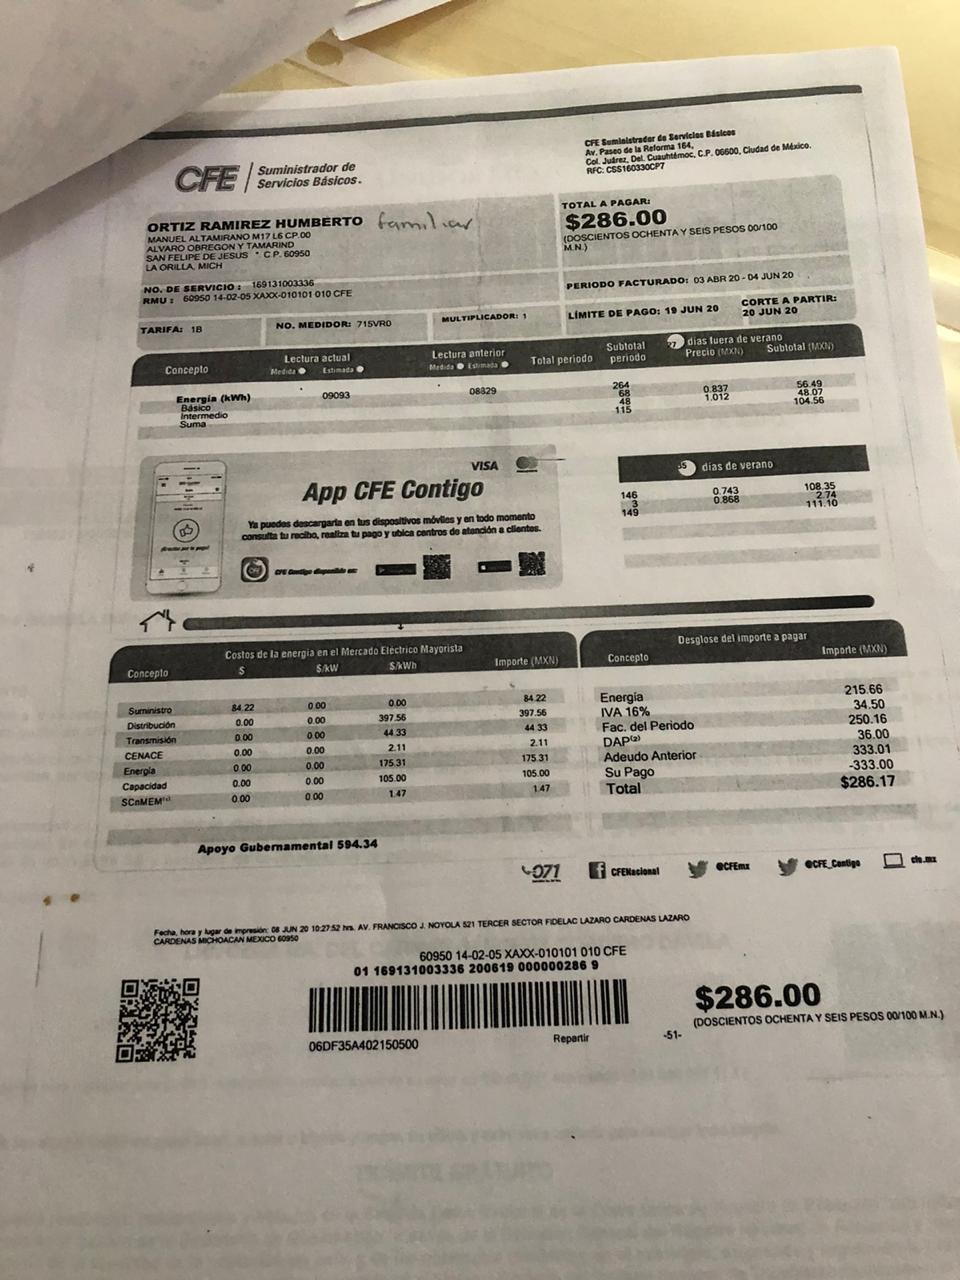 CFE Suministrador de
Servicios Básicos.
CFE Suministrador de Servicios Básicos
Av. Paseo de la Reforma 164,
Col. Juárez, Del. Cuauhtémoc, C.P. 06600, Ciudad de México.
RFC: CSS160330CP7
ORTIZ RAMIREZ HUMBERTO familiar
MANUEL ALTAMIRANO M17 L6 CP.00
ALVARO OBREGON Y TAMARIND
SAN FELIPE DE JESUS * C.P. 60950
LA ORILLA, MICH
TOTAL A PAGAR:
$286.00
(DOSCIENTOS OCHENTA Y SEIS PESOS 00/100
M.N.)
NO. DE SERVICIO : 169131003336
RMU : 60950 14-02-05 XAXX-010101 010 CFE
PERIODO FACTURADO: 03 ABR 20 - 04 JUN 20
TARIFA: 1B NO. MEDIDOR: 715VR0 MULTIPLICADOR: 1
LÍMITE DE PAGO: 19 JUN 20 CORTE A PARTIR:
20 JUN 20
Concepto Lectura actual Lectura anterior Total periodo Subtotal periodo días fuera de verano Precio (MXN) Subtotal (MXN)
Medida Estimada Medida Estimada
Energía (kWh) 09093 08829 264
Básico 68 0.837 56.49
Intermedio 48 1.012 48.07
Suma 115 104.56
VISA
App CFE Contigo
Ya puedes descargarla en tus dispositivos móviles y en todo momento
consulta tu recibo, realiza tu pago y ubica centros de atención a clientes.
CFE Contigo disponible en:
35 días de verano
146 0.743 108.35
3 0.868 2.74
149 111.10
Costos de la energía en el Mercado Eléctrico Mayorista
Concepto $ $/kW $/kWh Importe (MXN)
Suministro 84.22 0.00 0.00 84.22
Distribución 0.00 0.00 397.56 397.56
Transmisión 0.00 0.00 44.33 44.33
CENACE 0.00 0.00 2.11 2.11
Energía 0.00 0.00 175.31 175.31
Capacidad 0.00 0.00 105.00 105.00
SCnMEM 0.00 0.00 1.47 1.47
Apoyo Gubernamental 594.34
Desglose del importe a pagar
Concepto Importe (MXN)
Energía 215.66
IVA 16% 34.50
Fac. del Periodo 250.16
DAP(2) 36.00
Adeudo Anterior 333.01
Su Pago -333.00
Total $286.17
071 CFENacional @CFEmx @CFE_Contigo cfe.mx
Fecha, hora y lugar de impresión: 08 JUN 20 10:27:52 hrs. AV. FRANCISCO J. NOYOLA 521 TERCER SECTOR FIDELAC LAZARO CARDENAS LAZARO
CARDENAS MICHOACAN MEXICO 60950
60950 14-02-05 XAXX-010101 010 CFE
01 169131003336 200619 000000286 9
06DF35A402150500 Repartir -51-
$286.00
(DOSCIENTOS OCHENTA Y SEIS PESOS 00/100 M.N.)